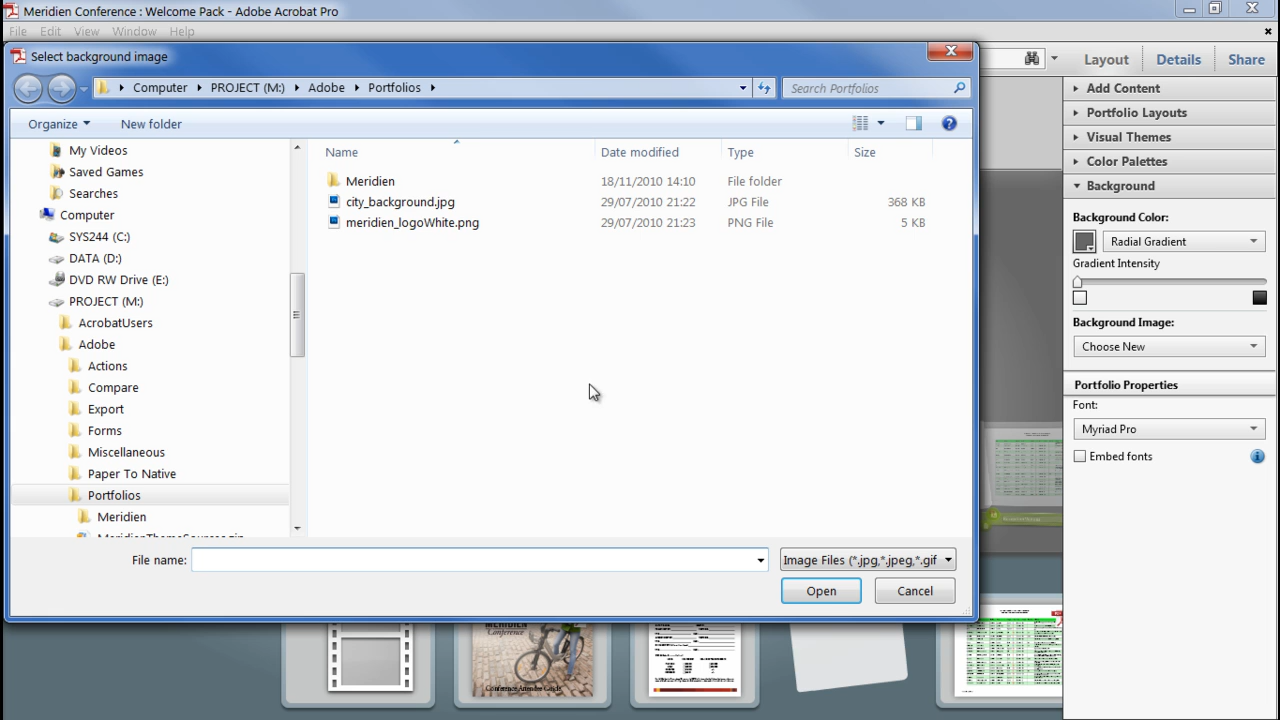 Meridien Conference : Welcome Pack - Adobe Acrobat Pro
File Edit View Window Help
Select background image
Computer PROJECT (M:) Adobe Portfolios
Search Portfolios
Layout Details Share
Organize New folder
Name Date modified Type Size
My Videos
Saved Games
Searches
Computer
SYS244 (C:)
DATA (D:)
DVD RW Drive (E:)
PROJECT (M:)
AcrobatUsers
Adobe
Actions
Compare
Export
Forms
Miscellaneous
Paper To Native
Portfolios
Meridien
Meridien 18/11/2010 14:10 File folder
city_background.jpg 29/07/2010 21:22 JPG File 368 KB
meridien_logoWhite.png 29/07/2010 21:23 PNG File 5 KB
File name:
Image Files (*.jpg,*.jpeg,*.gif
Open Cancel
Add Content
Portfolio Layouts
Visual Themes
Color Palettes
Background
Background Color:
Radial Gradient
Gradient Intensity
Background Image:
Choose New
Portfolio Properties
Font:
Myriad Pro
Embed fonts
MERIDIEN
Conference
Conference Attendee Guide